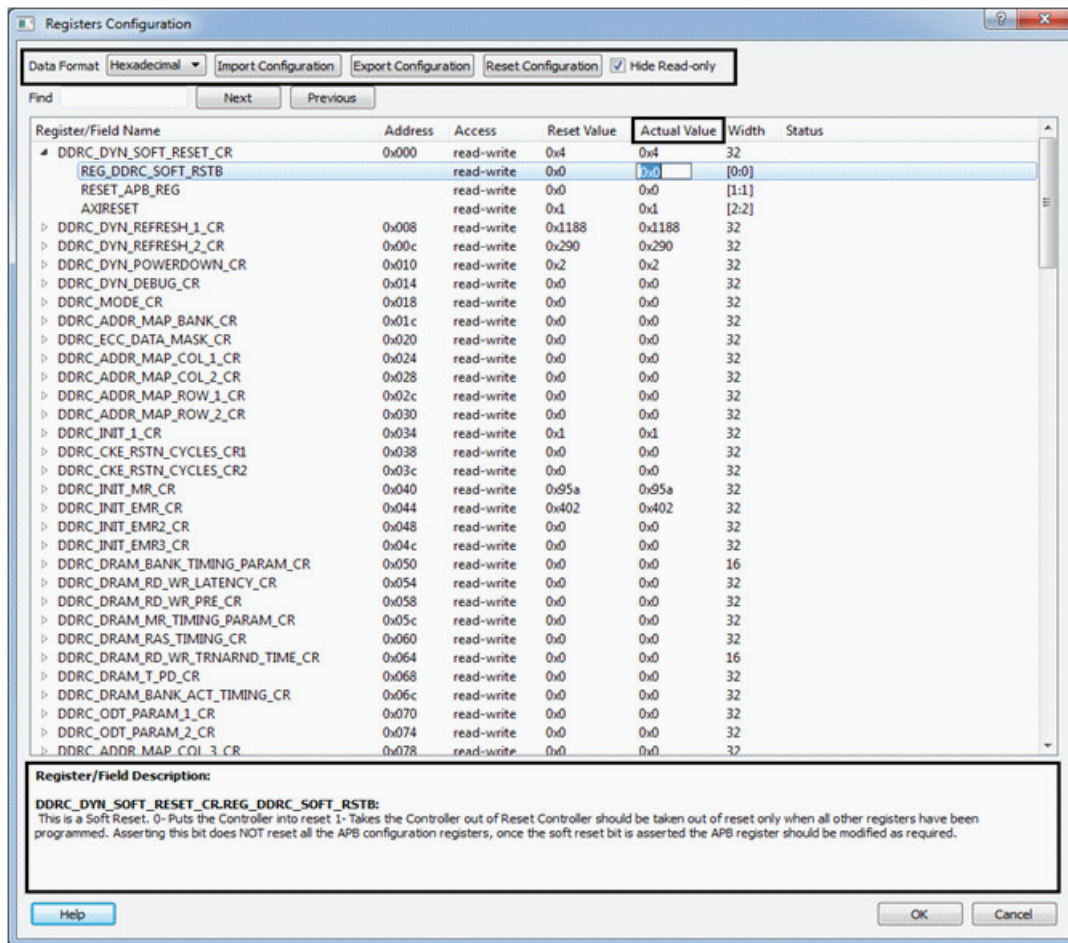 Registers Configuration
Data Format Hexadecimal Import Configuration Export Configuration Reset Configuration Hide Read-only
Find Next Previous
Register/Field Name Address Access Reset Value Actual Value Width Status
DDRC_DYN_SOFT_RESET_CR 0x000 read-write 0x4 0x4 32
REG_DDRC_SOFT_RSTB read-write 0x0 0x0 [0:0]
RESET_APB_REG read-write 0x0 0x0 [1:1]
AXIRESET read-write 0x1 0x1 [2:2]
DDRC_DYN_REFRESH_1_CR 0x008 read-write 0x1188 0x1188 32
DDRC_DYN_REFRESH_2_CR 0x00c read-write 0x290 0x290 32
DDRC_DYN_POWERDOWN_CR 0x010 read-write 0x2 0x2 32
DDRC_DYN_DEBUG_CR 0x014 read-write 0x0 0x0 32
DDRC_MODE_CR 0x018 read-write 0x0 0x0 32
DDRC_ADDR_MAP_BANK_CR 0x01c read-write 0x0 0x0 32
DDRC_ECC_DATA_MASK_CR 0x020 read-write 0x0 0x0 32
DDRC_ADDR_MAP_COL_1_CR 0x024 read-write 0x0 0x0 32
DDRC_ADDR_MAP_COL_2_CR 0x028 read-write 0x0 0x0 32
DDRC_ADDR_MAP_ROW_1_CR 0x02c read-write 0x0 0x0 32
DDRC_ADDR_MAP_ROW_2_CR 0x030 read-write 0x0 0x0 32
DDRC_INIT_1_CR 0x034 read-write 0x1 0x1 32
DDRC_CKE_RSTN_CYCLES_CR1 0x038 read-write 0x0 0x0 32
DDRC_CKE_RSTN_CYCLES_CR2 0x03c read-write 0x0 0x0 32
DDRC_INIT_MR_CR 0x040 read-write 0x95a 0x95a 32
DDRC_INIT_EMR_CR 0x044 read-write 0x402 0x402 32
DDRC_INIT_EMR2_CR 0x048 read-write 0x0 0x0 32
DDRC_INIT_EMR3_CR 0x04c read-write 0x0 0x0 32
DDRC_DRAM_BANK_TIMING_PARAM_CR 0x050 read-write 0x0 0x0 16
DDRC_DRAM_RD_WR_LATENCY_CR 0x054 read-write 0x0 0x0 32
DDRC_DRAM_RD_WR_PRE_CR 0x058 read-write 0x0 0x0 32
DDRC_DRAM_MR_TIMING_PARAM_CR 0x05c read-write 0x0 0x0 32
DDRC_DRAM_RAS_TIMING_CR 0x060 read-write 0x0 0x0 32
DDRC_DRAM_RD_WR_TRNARND_TIME_CR 0x064 read-write 0x0 0x0 16
DDRC_DRAM_T_PD_CR 0x068 read-write 0x0 0x0 32
DDRC_DRAM_BANK_ACT_TIMING_CR 0x06c read-write 0x0 0x0 32
DDRC_ODT_PARAM_1_CR 0x070 read-write 0x0 0x0 32
DDRC_ODT_PARAM_2_CR 0x074 read-write 0x0 0x0 32
DDRC_ADDR_MAP_COL_3_CR 0x078 read-write 0x0 0x0 32
Register/Field Description:
DDRC_DYN_SOFT_RESET_CR.REG_DDRC_SOFT_RSTB:
This is a Soft Reset. 0- Puts the Controller into reset 1- Takes the Controller out of Reset Controller should be taken out of reset only when all other registers have been
programmed. Asserting this bit does NOT reset all the APB configuration registers, once the soft reset bit is asserted the APB register should be modified as required.
Help OK Cancel